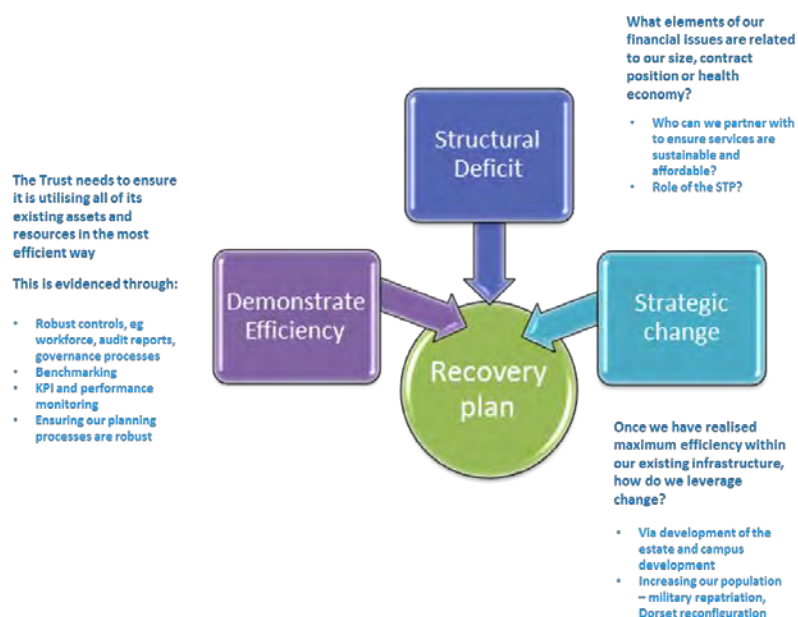 What elements of our
financial issues are related
to our size, contract
position or health
economy?
• Who can we partner with
to ensure services are
sustainable and
affordable?
• Role of the STP?
Structural
Deficit
The Trust needs to ensure
it is utilising all of its
existing assets and
resources in the most
efficient way
This is evidenced through:
• Robust controls, eg
workforce, audit reports,
governance processes
• Benchmarking
• KPI and performance
monitoring
• Ensuring our planning
processes are robust
Demonstrate
Efficiency
Strategic
change
Recovery
plan
Once we have realised
maximum efficiency within
our existing infrastructure,
how do we leverage
change?
• Via development of the
estate and campus
development
• Increasing our population
– military repatriation,
Dorset reconfiguration